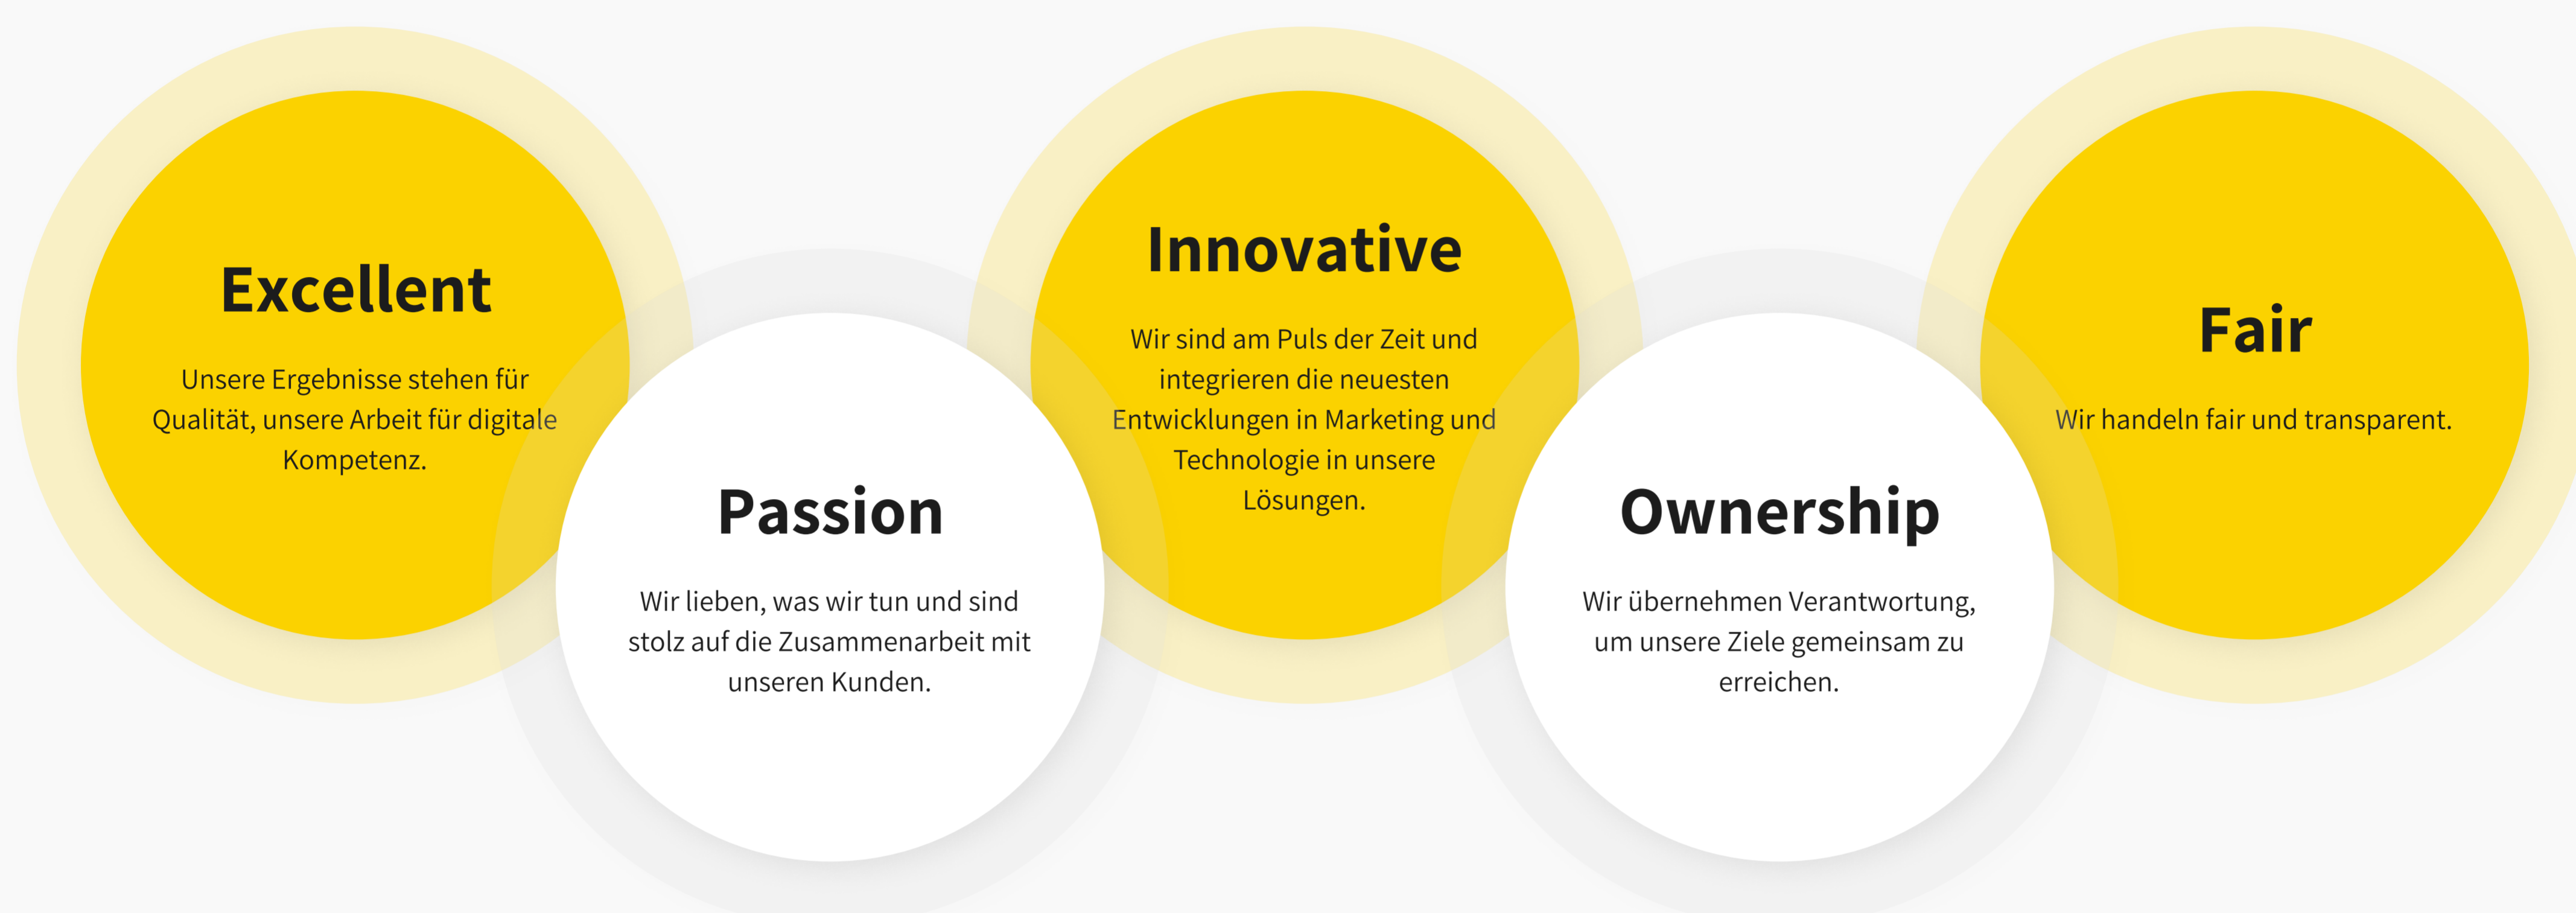 Excellent
Unsere Ergebnisse stehen für
Qualität, unsere Arbeit für digitale
Kompetenz.
Passion
Wir lieben, was wir tun und sind
stolz auf die Zusammenarbeit mit
unseren Kunden.
Innovative
Wir sind am Puls der Zeit und
integrieren die neuesten
Entwicklungen in Marketing und
Technologie in unsere
Lösungen.
Ownership
Wir übernehmen Verantwortung,
um unsere Ziele gemeinsam zu
erreichen.
Fair
Wir handeln fair und transparent.